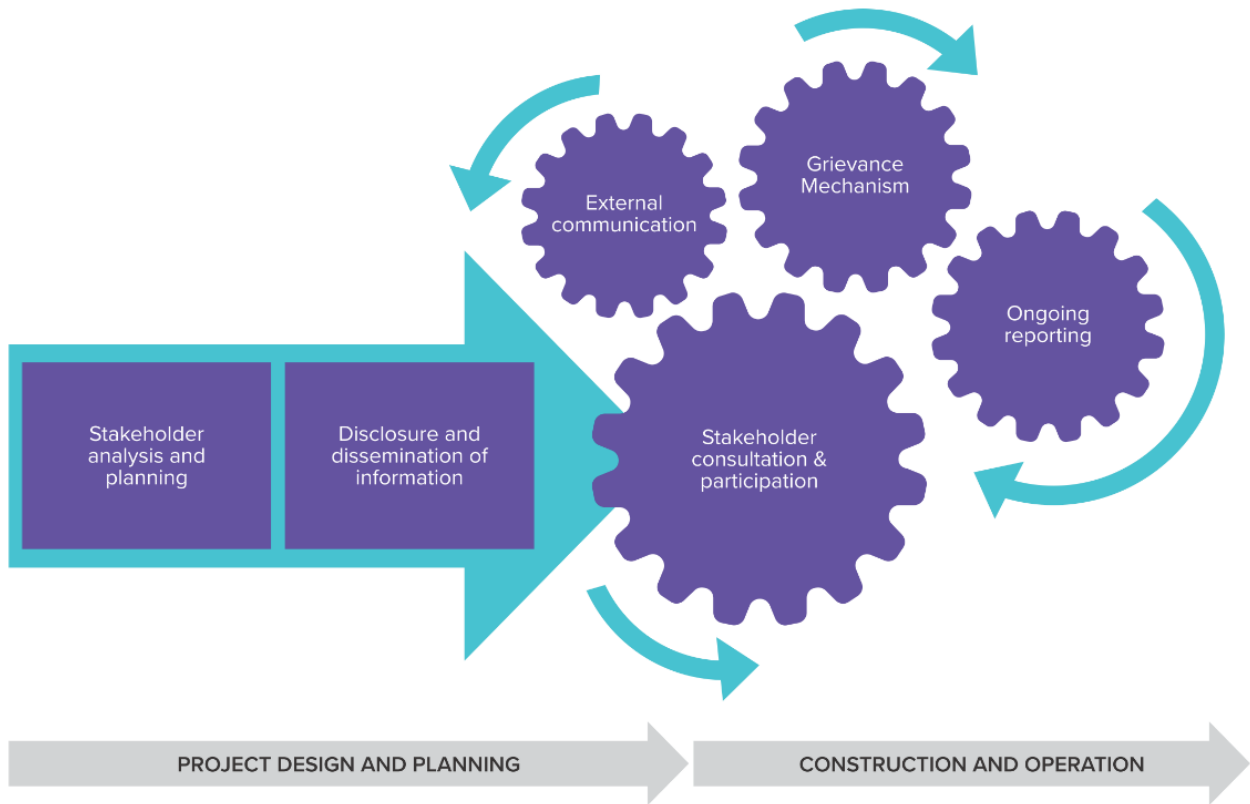 Stakeholder
analysis and
planning
Disclosure and
dissemination of
information
External
communication
Grievance
Mechanism
Ongoing
reporting
Stakeholder
consultation &
participation
PROJECT DESIGN AND PLANNING
CONSTRUCTION AND OPERATION